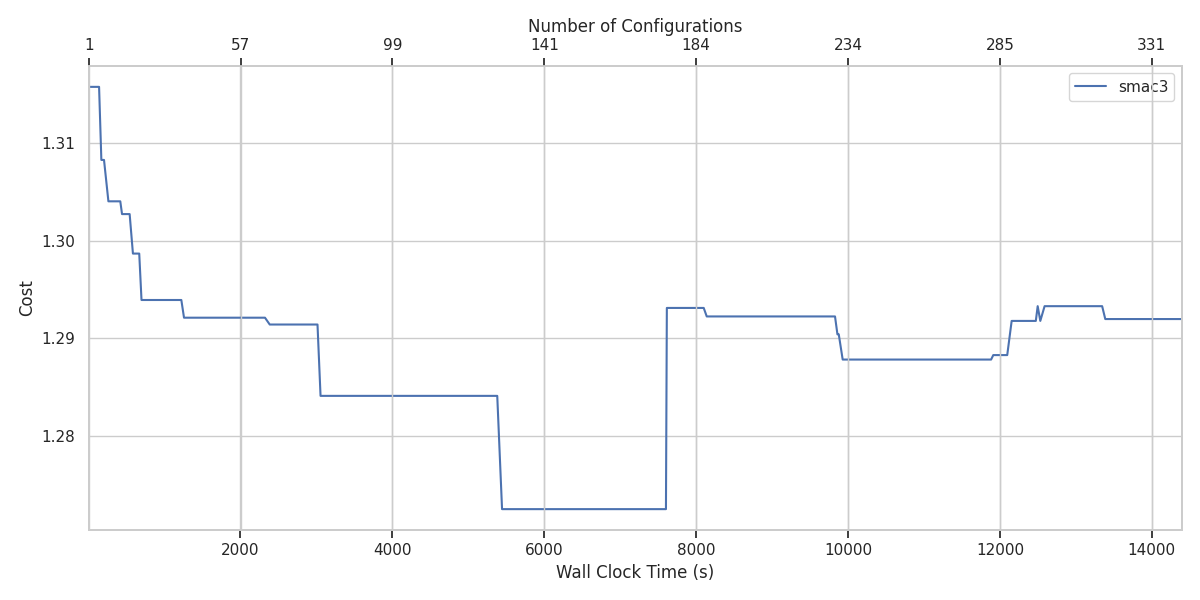 Number of Configurations
1 57 99 141 184 234 285 331
smac3
1.31
1.30
1.29
1.28
Cost
2000 4000 6000 8000 10000 12000 14000
Wall Clock Time (s)